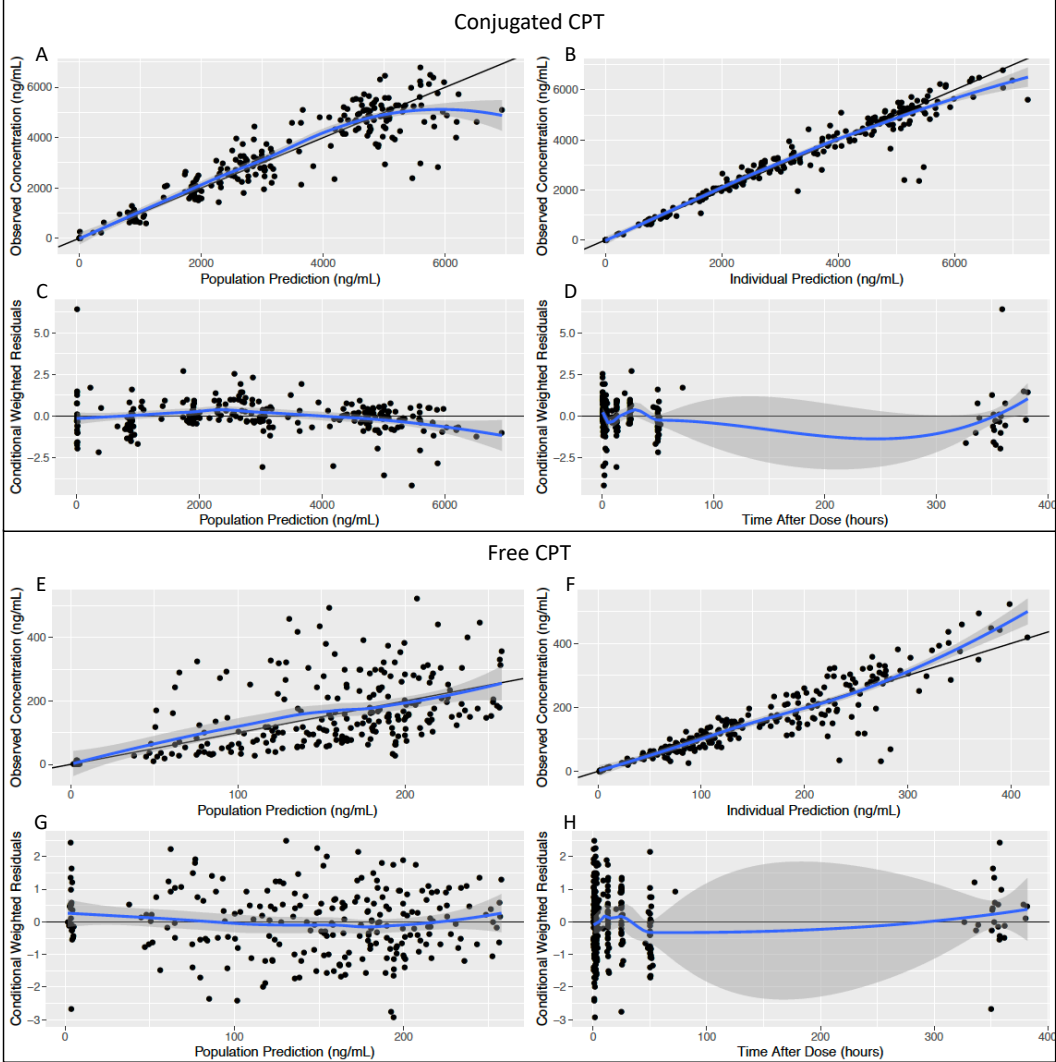 Conjugated CPT
A
B
Observed Concentration (ng/mL)
6000
4000
2000
0
0
2000
4000
6000
Population Prediction (ng/mL)
Observed Concentration (ng/mL)
6000
4000
2000
0
0
2000
4000
6000
Individual Prediction (ng/mL)
C
D
Conditional Weighted Residuals
5.0
2.5
0.0
−2.5
0
2000
4000
6000
Population Prediction (ng/mL)
Conditional Weighted Residuals
5.0
2.5
0.0
−2.5
0
100
200
300
400
Time After Dose (hours)
Free CPT
E
F
Observed Concentration (ng/mL)
400
200
0
0
100
200
Population Prediction (ng/mL)
Observed Concentration (ng/mL)
400
200
0
0
100
200
300
400
Individual Prediction (ng/mL)
G
H
Conditional Weighted Residuals
2
1
0
−1
−2
−3
0
100
200
Population Prediction (ng/mL)
Conditional Weighted Residuals
2
1
0
−1
−2
−3
0
100
200
300
400
Time After Dose (hours)